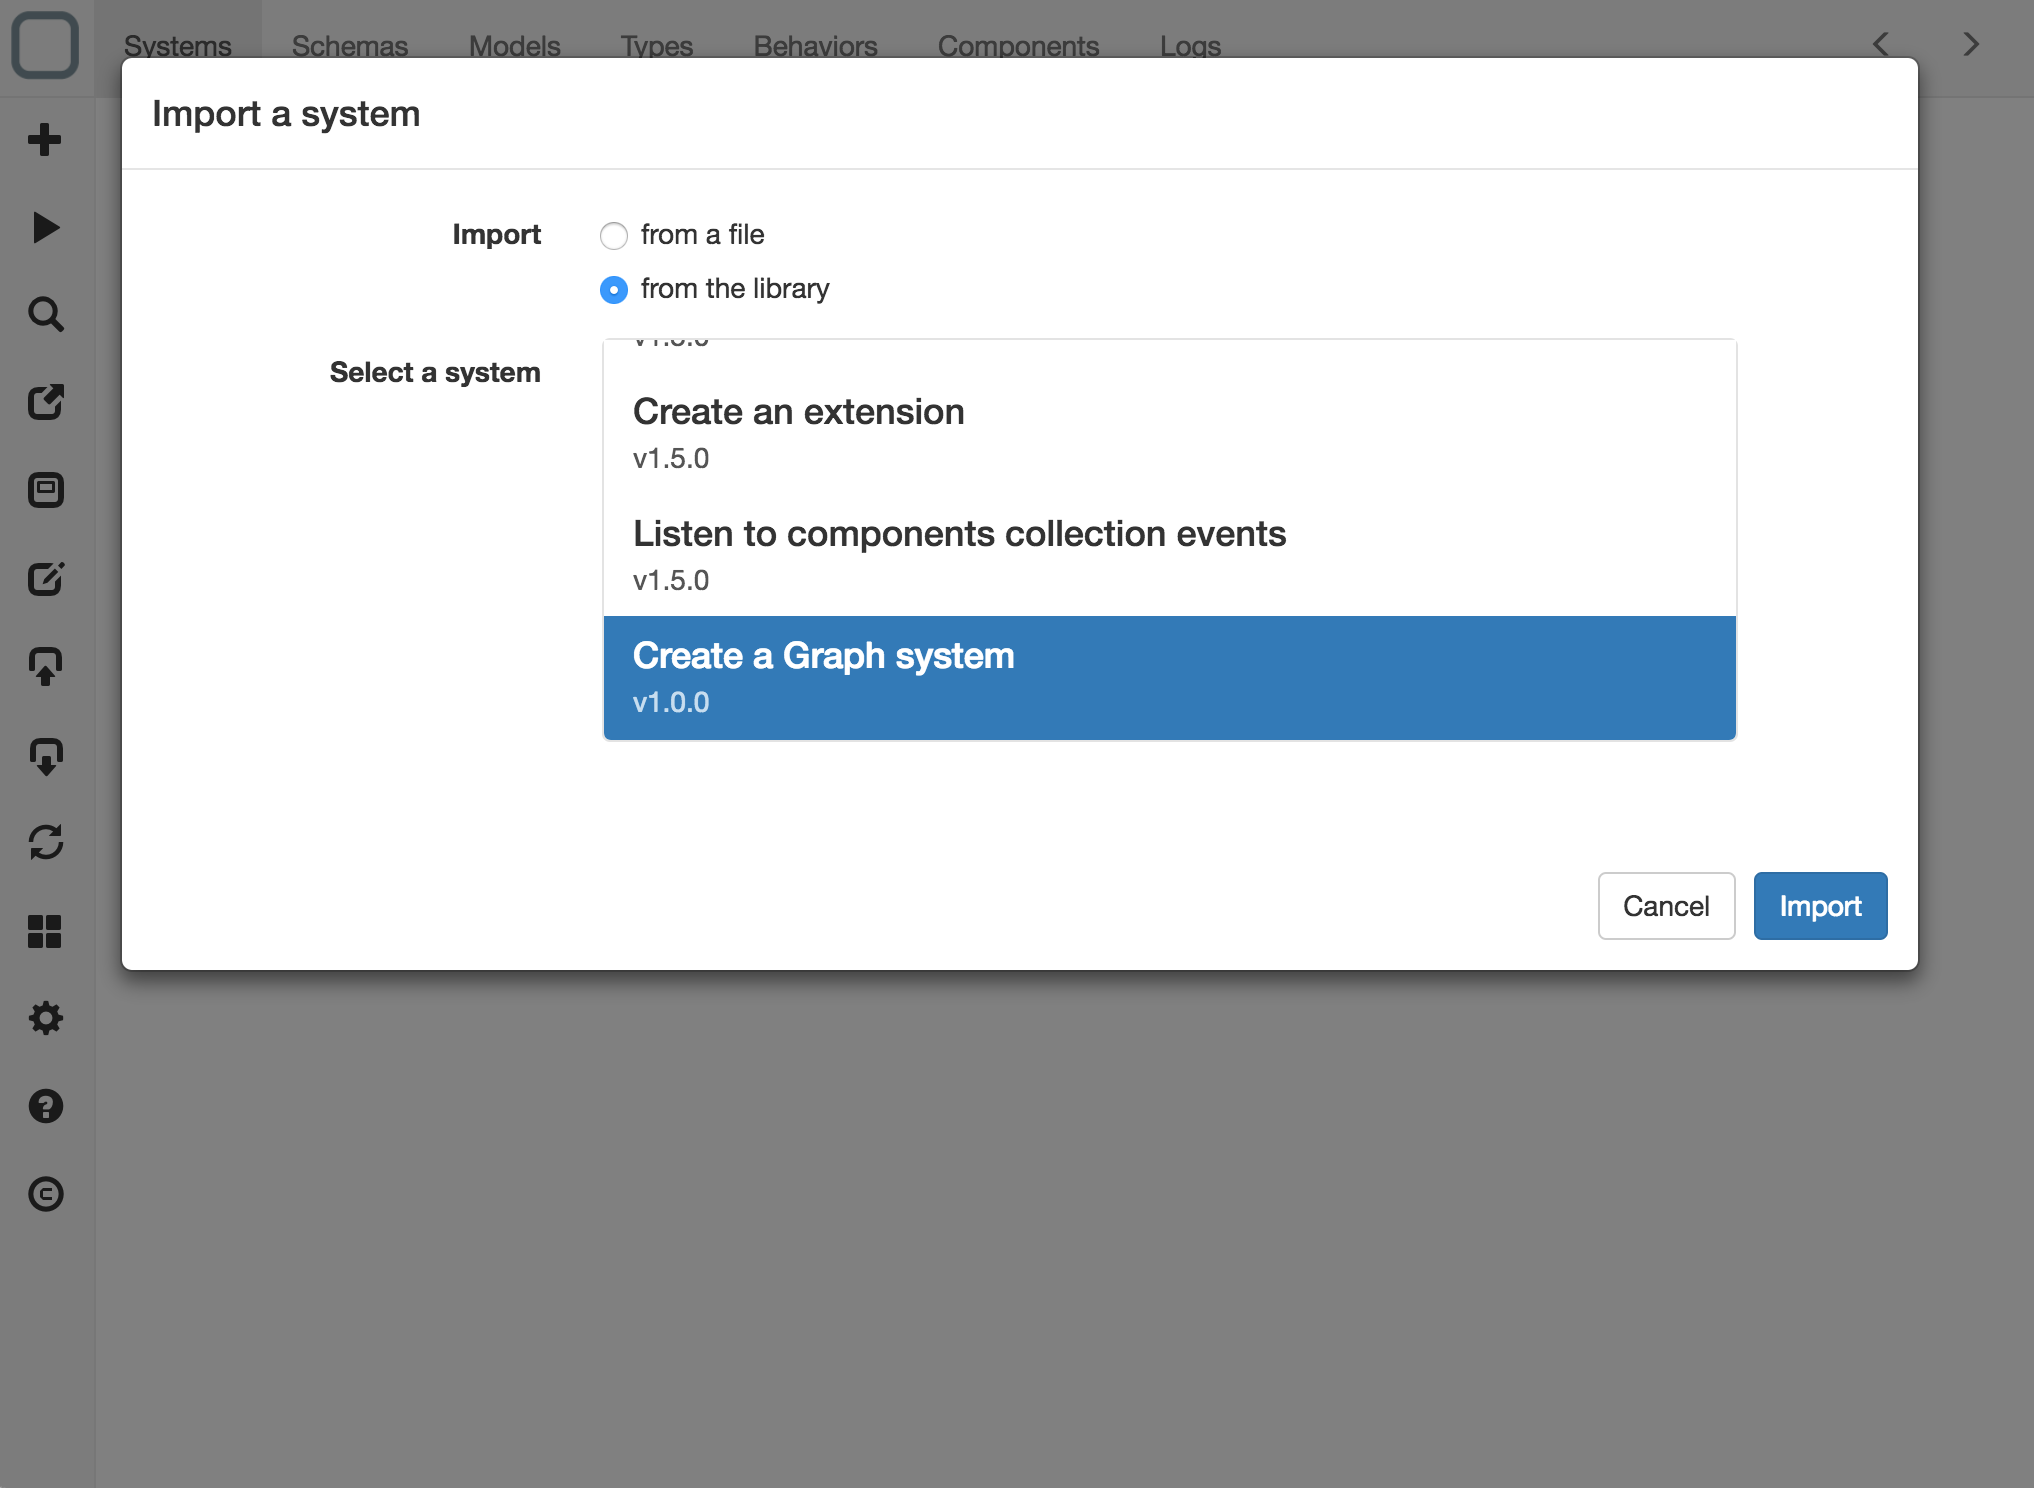 Systems Schemas Models Types Behaviors Components Logs
Import a system
Import from a file
from the library
Select a system
Create an extension
v1.5.0
Listen to components collection events
v1.5.0
Create a Graph system
v1.0.0
Cancel Import